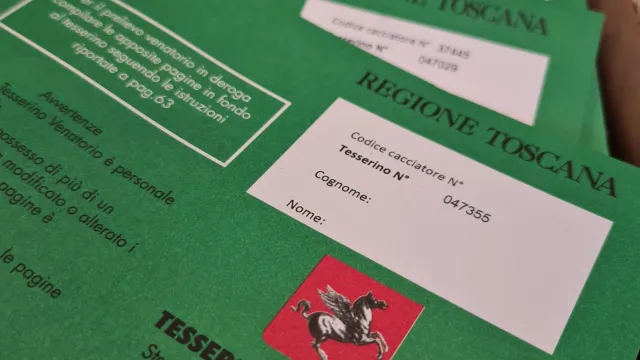 er il prelievo venatorio in deroga
compilare le apposite pagine in fondo
al tesserino seguendo le istruzioni
riportate a pag.63
Avvertenze
Tesserino Venatorio è personale
possesso di più di un
modificato o alterato i
pagine è
le pagine
TOSCANA
Codice cacciatore N° 37445
Tesserino N° 047029
REGIONE TOSCANA
Codice cacciatore N°
Tesserino N° 047355
Cognome:
Nome:
TESSER